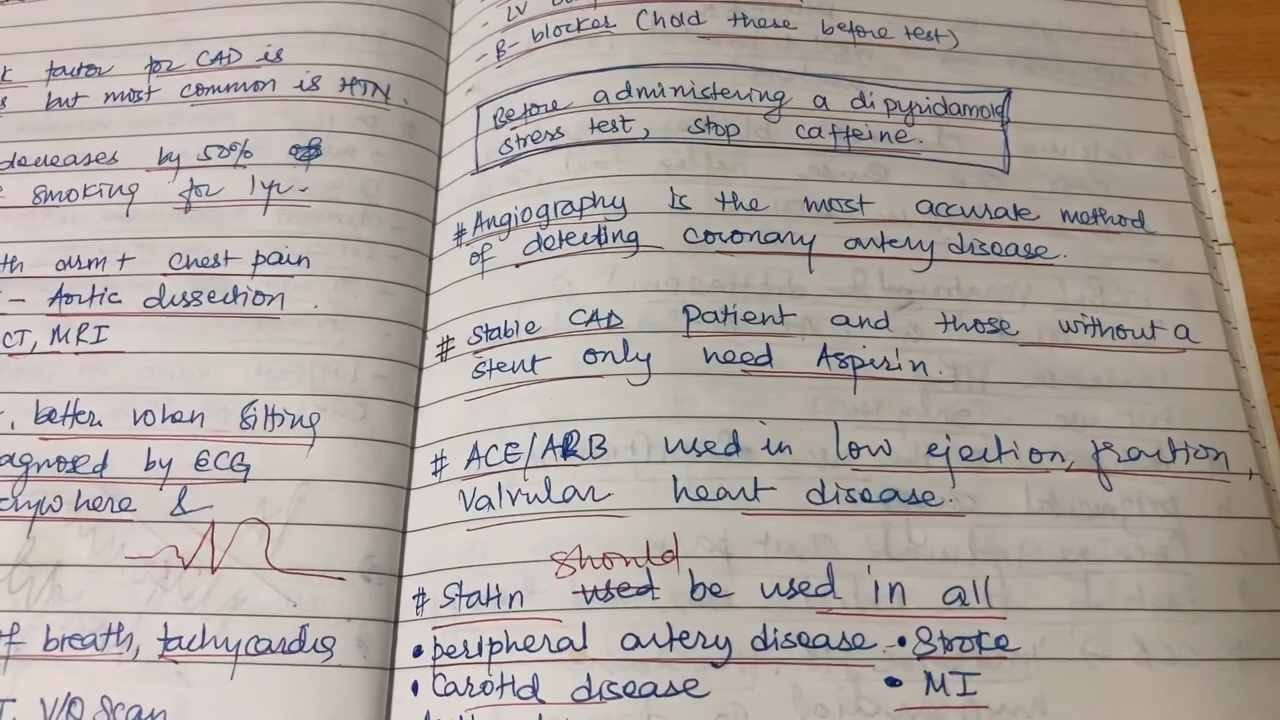 factor for CAD is
but most common is HTN.
decreases by 50%
smoking for 1yr.
arm + chest pain
- Aortic dissection.
CT, MRI
better when sitting
by ECG
&
of breath, tachycardia
V/Q Scan
- LV
- B- blocker (hold these before test)
Before administering a dipyridamole
stress test, stop caffeine.
# Angiography is the most accurate method
of detecting coronary artery disease.
# Stable CAD patient and those without a
stent only need Aspirin.
# ACE/ARB used in low ejection, fraction,
Valvular heart disease.
should
# Statin used be used in all
• peripheral artery disease - • Stroke
• Carotid disease • MI